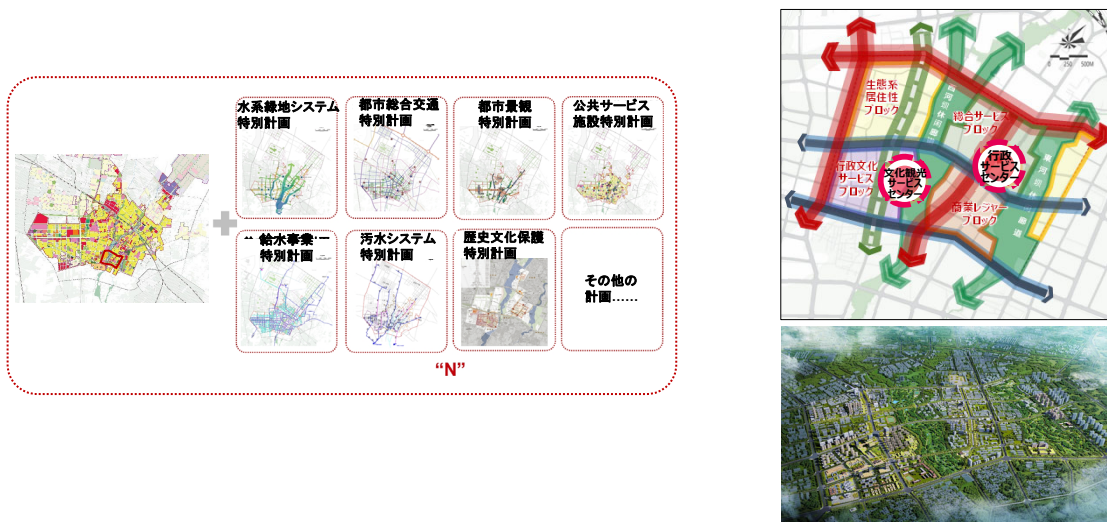 水系緑地システム
特別計画
都市総合交通
特別計画
都市景観
特別計画
公共サービス
施設特別計画
給水事業
特別計画
汚水システム
特別計画
歴史文化保護
特別計画
その他の
計画……
“N”
生態系
居住性
ブロック
総合サービス
ブロック
行政文化
サービス
ブロック
文化観光
サービス
センター
行政
サービス
センター
商業レジャー
ブロック
0 250 500M